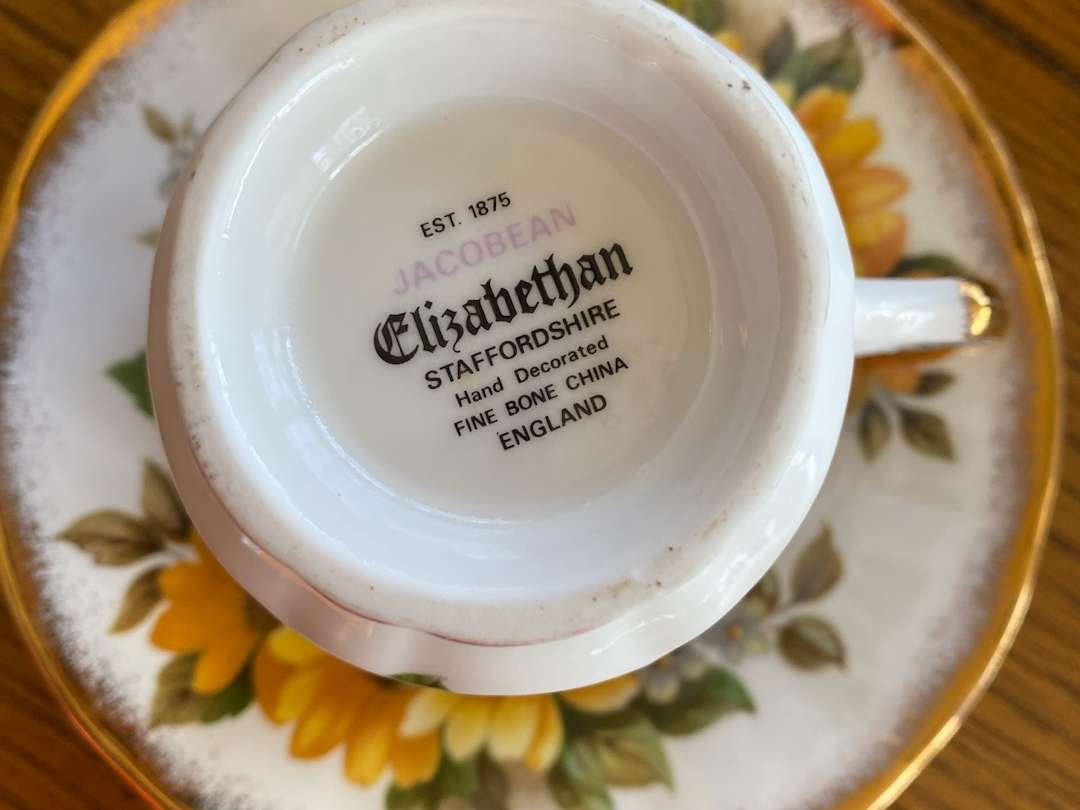 EST. 1875
JACOBEAN
Elizabethan
STAFFORDSHIRE
Hand Decorated
FINE BONE CHINA
ENGLAND